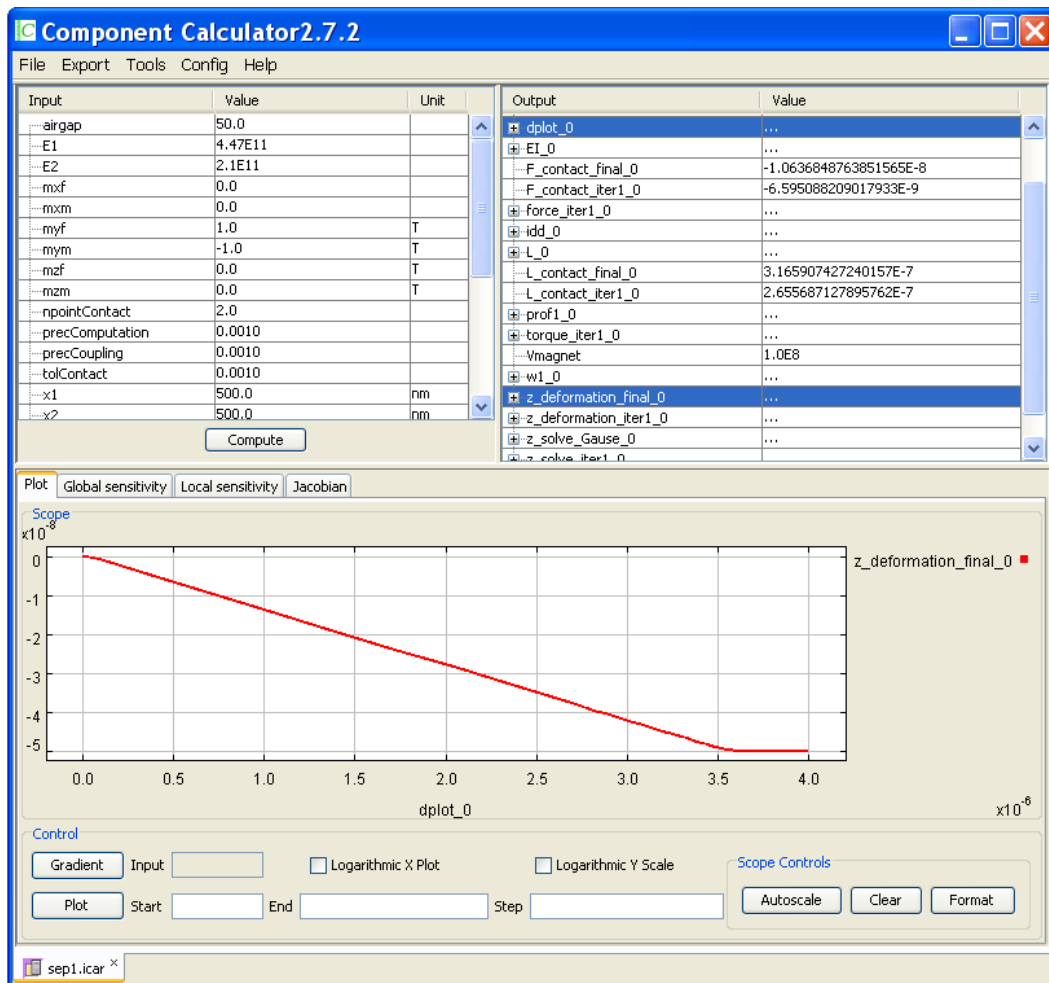 Component Calculator2.7.2
File Export Tools Config Help
Input Value Unit
airgap 50.0
E1 4.47E11
E2 2.1E11
mxf 0.0
mxm 0.0
myf 1.0 T
mym -1.0 T
mzf 0.0 T
mzm 0.0 T
npointContact 2.0
precComputation 0.0010
precCoupling 0.0010
tolContact 0.0010
x1 500.0 nm
x2 500.0 nm
Compute
Output Value
dplot_0 ...
EI_0 ...
F_contact_final_0 -1.0636848763851565E-8
F_contact_iter1_0 -6.595088209017933E-9
force_iter1_0 ...
idd_0 ...
L_0 ...
L_contact_final_0 3.165907427240157E-7
L_contact_iter1_0 2.655687127895762E-7
prof1_0 ...
torque_iter1_0 ...
Vmagnet 1.0E8
w1_0 ...
z_deformation_final_0 ...
z_deformation_iter1_0 ...
z_solve_Gause_0 ...
z_solve_iter1_0
Plot Global sensitivity Local sensitivity Jacobian
Scope
x10-8
0
-1
-2
-3
-4
-5
0.0 0.5 1.0 1.5 2.0 2.5 3.0 3.5 4.0
dplot_0
x10-6
z_deformation_final_0
Control
Gradient Input Logarithmic X Plot Logarithmic Y Scale
Plot Start End Step
Scope Controls
Autoscale Clear Format
sep1.icar ×